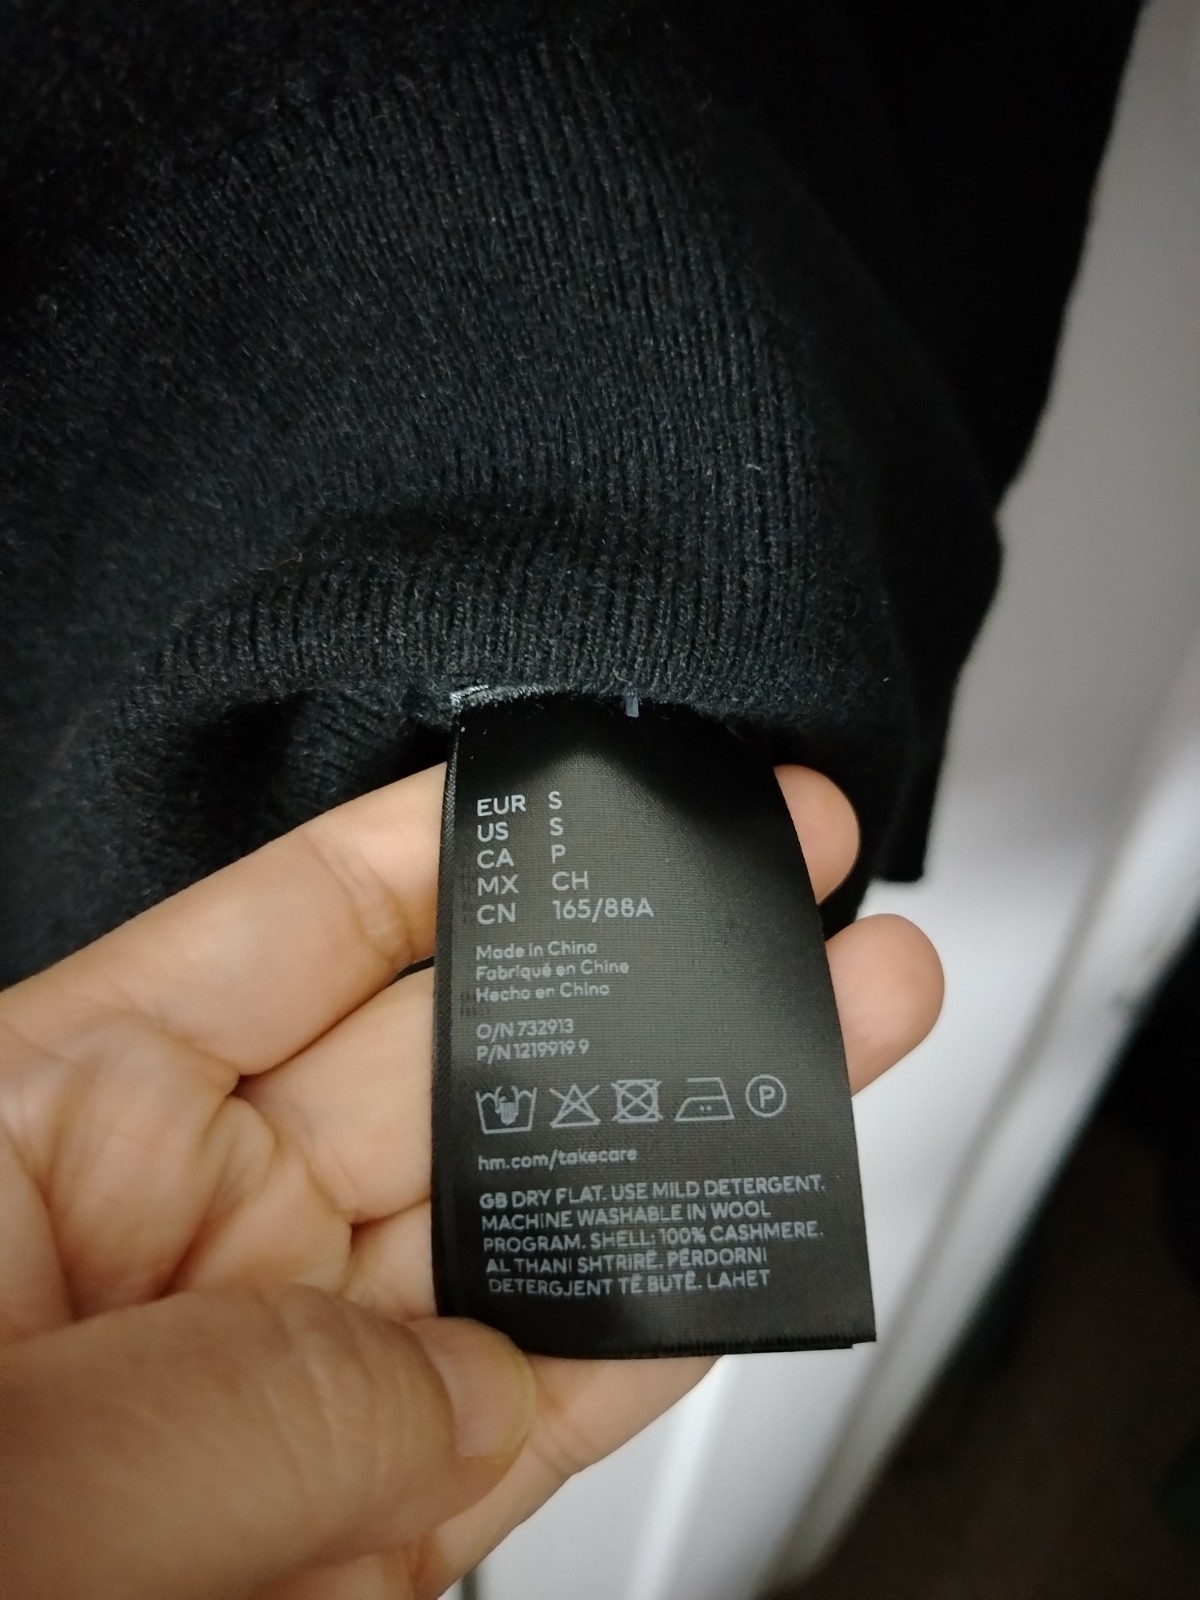 EUR S
US S
CA P
MX CH
CN 165/88A
Made in China
Fabriqué en Chine
Hecho en China
O/N 732913
P/N 1219919 9
P
hm.com/takecare
GB DRY FLAT. USE MILD DETERGENT.
MACHINE WASHABLE IN WOOL
PROGRAM. SHELL: 100% CASHMERE.
AL THANI SHTRIRË. PËRDORNI
DETERGJENT TË BUTË. LAHET